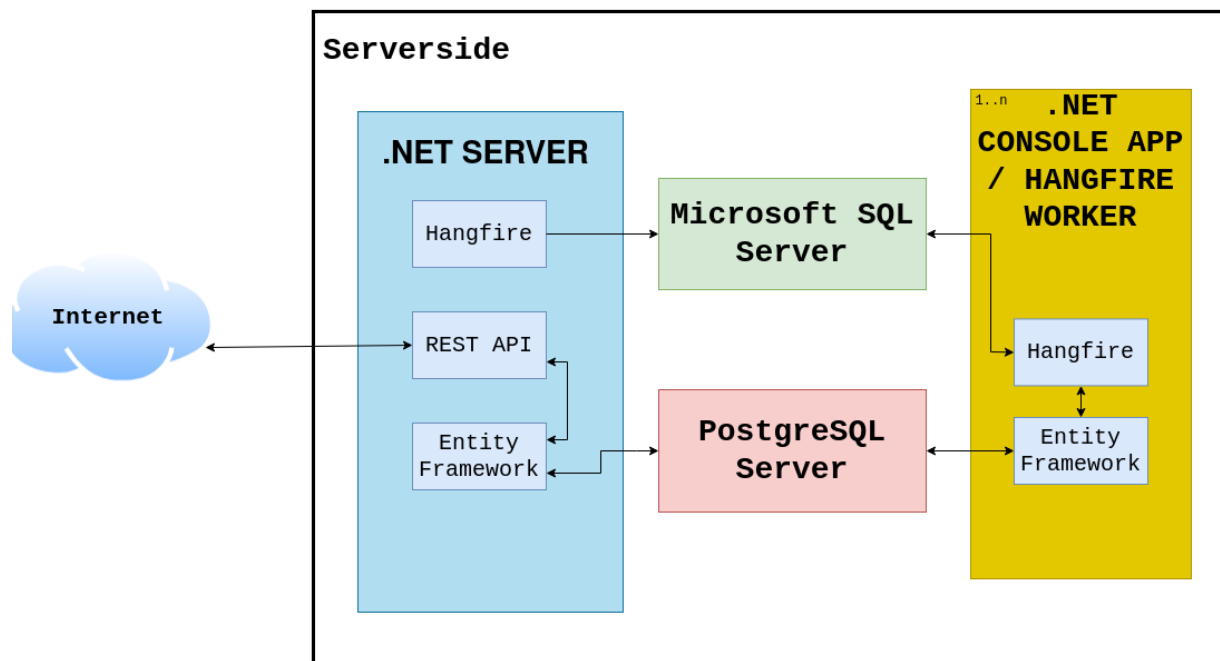 Serverside
.NET SERVER
Hangfire
REST API
Entity
Framework
Internet
Microsoft SQL
Server
PostgreSQL
Server
1..n
.NET
CONSOLE APP
/ HANGFIRE
WORKER
Hangfire
Entity
Framework